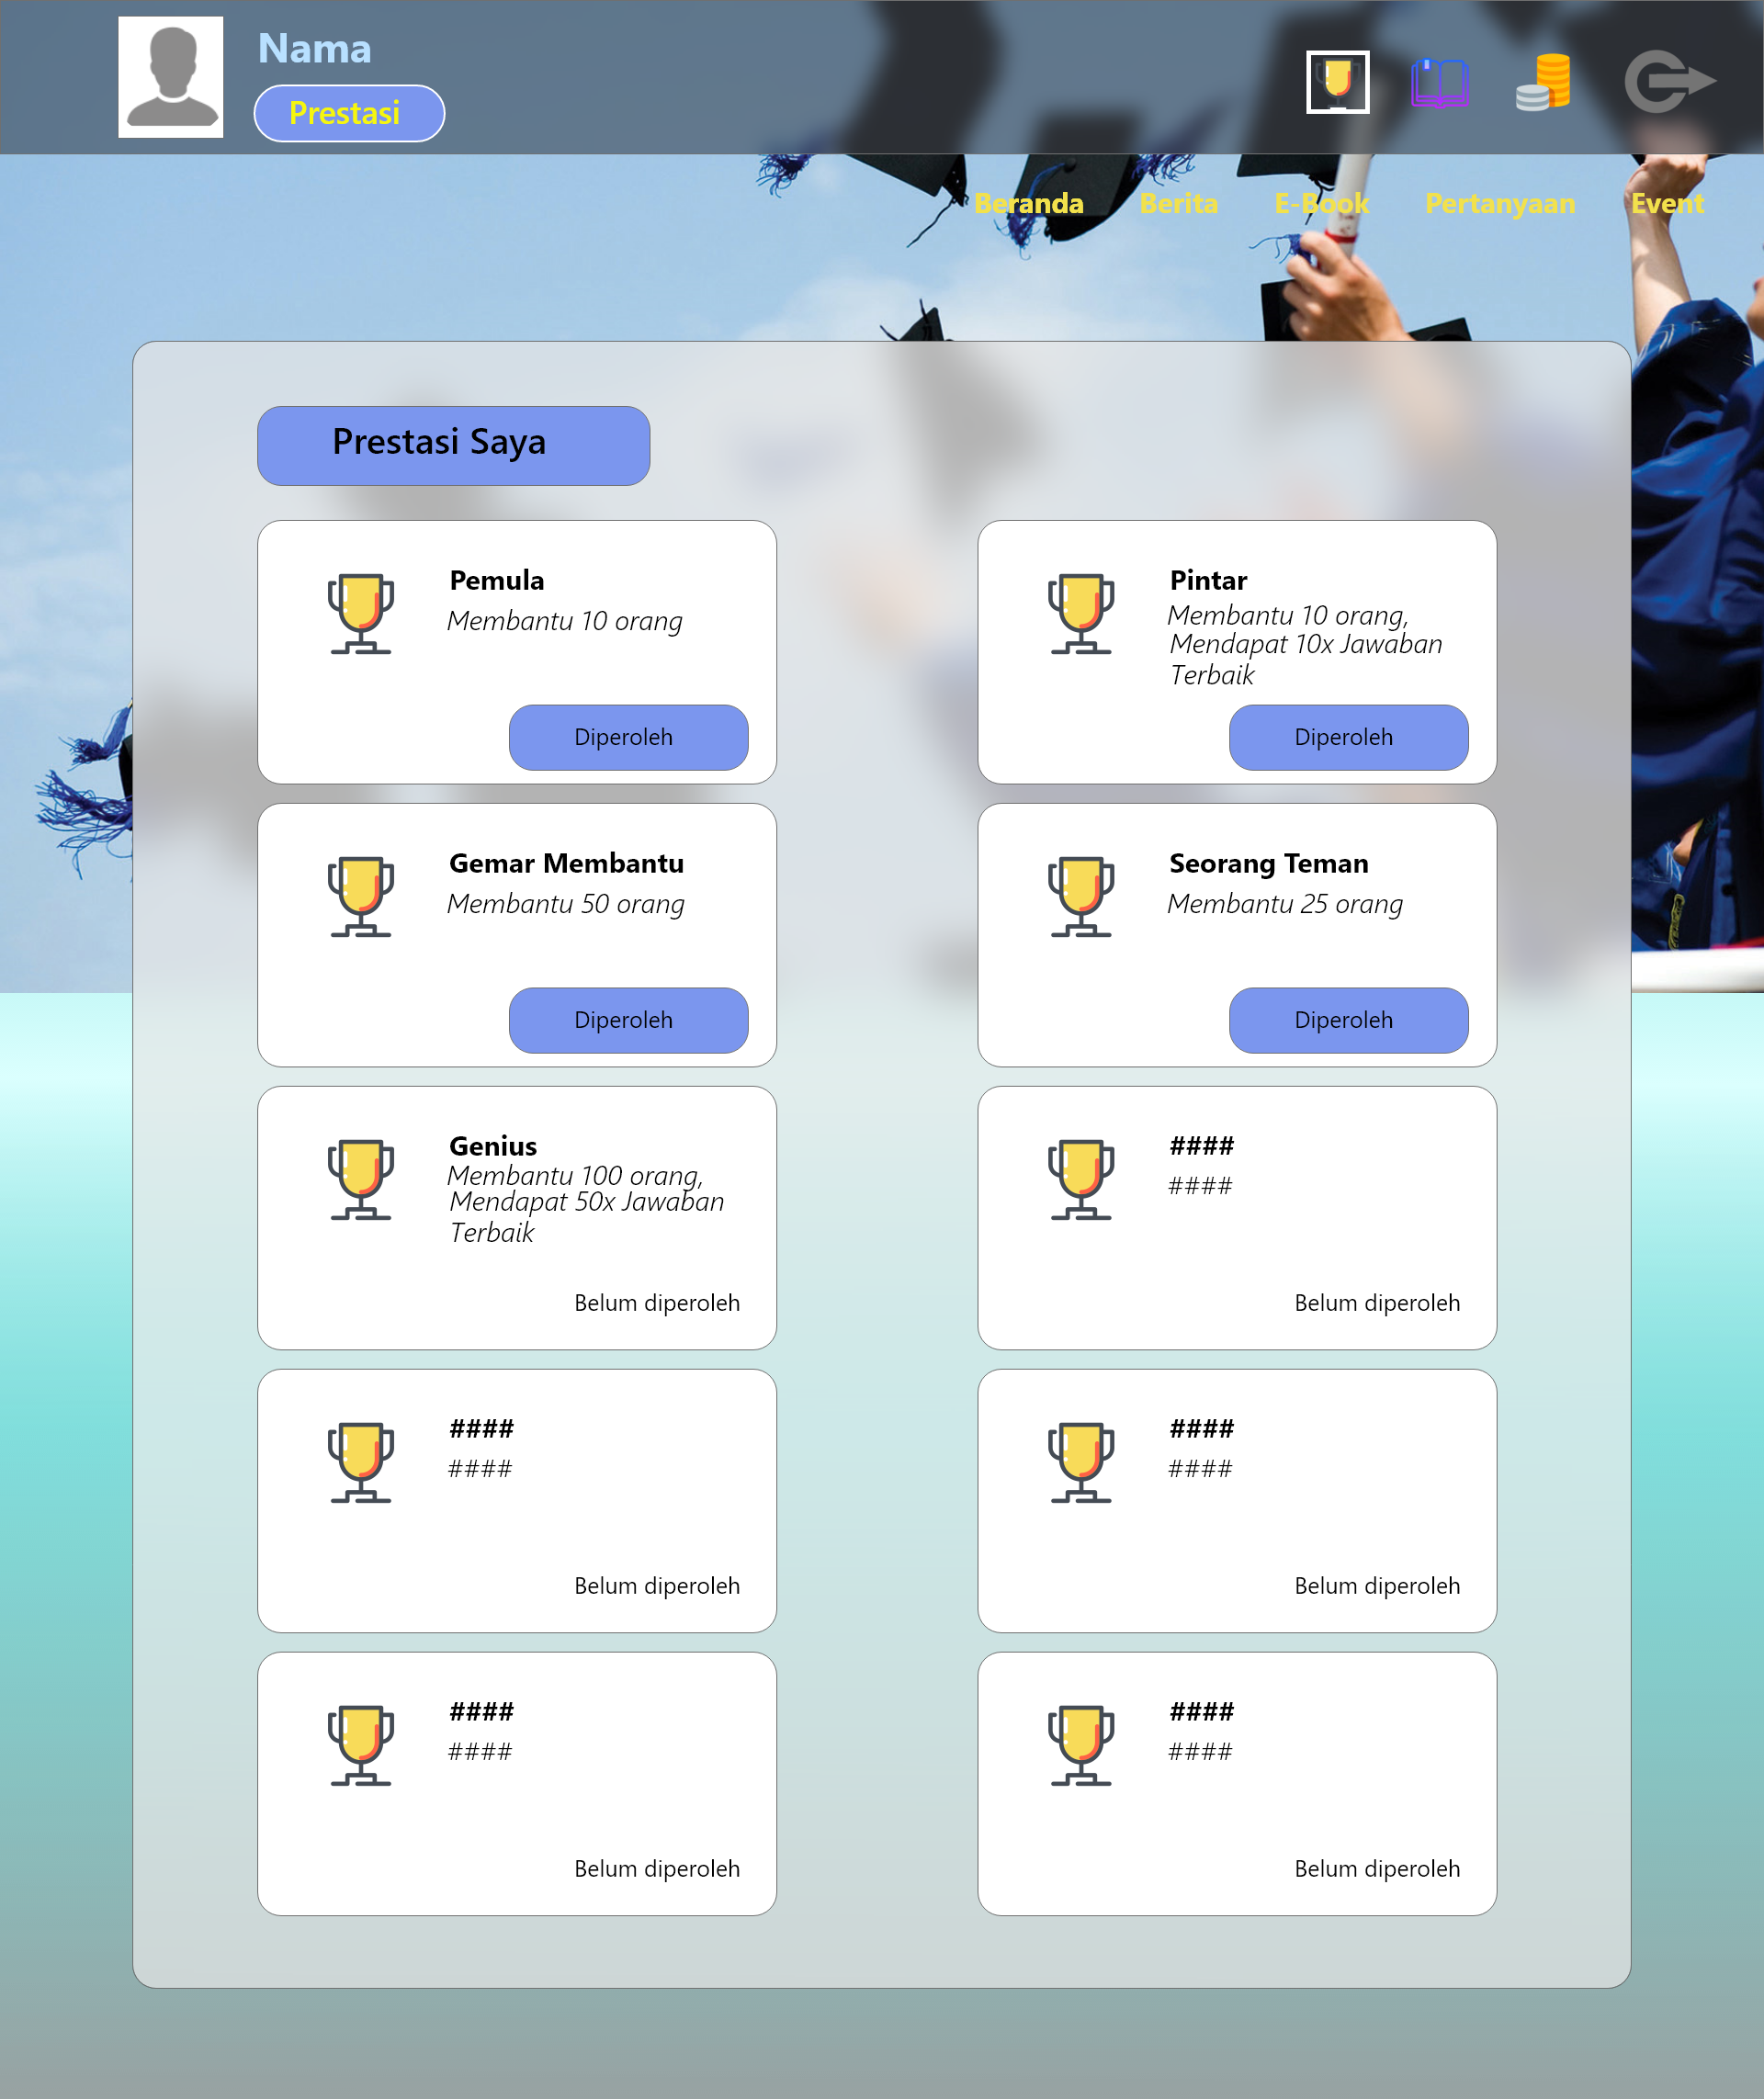 Nama
Prestasi
Beranda Berita E-Book Pertanyaan Event
Prestasi Saya
Pemula
Membantu 10 orang
Diperoleh
Pintar
Membantu 10 orang,
Mendapat 10x Jawaban
Terbaik
Diperoleh
Gemar Membantu
Membantu 50 orang
Diperoleh
Seorang Teman
Membantu 25 orang
Diperoleh
Genius
Membantu 100 orang,
Mendapat 50x Jawaban
Terbaik
Belum diperoleh
####
####
Belum diperoleh
####
####
Belum diperoleh
####
####
Belum diperoleh
####
####
Belum diperoleh
####
####
Belum diperoleh